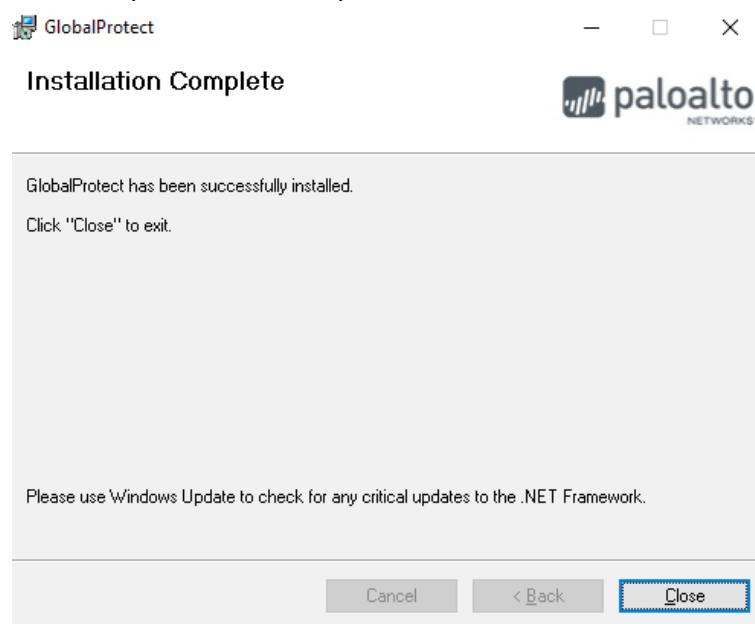 GlobalProtect
Installation Complete
paloalto
NETWORKS
GlobalProtect has been successfully installed.
Click "Close" to exit.
Please use Windows Update to check for any critical updates to the .NET Framework.
Cancel
< Back
Close